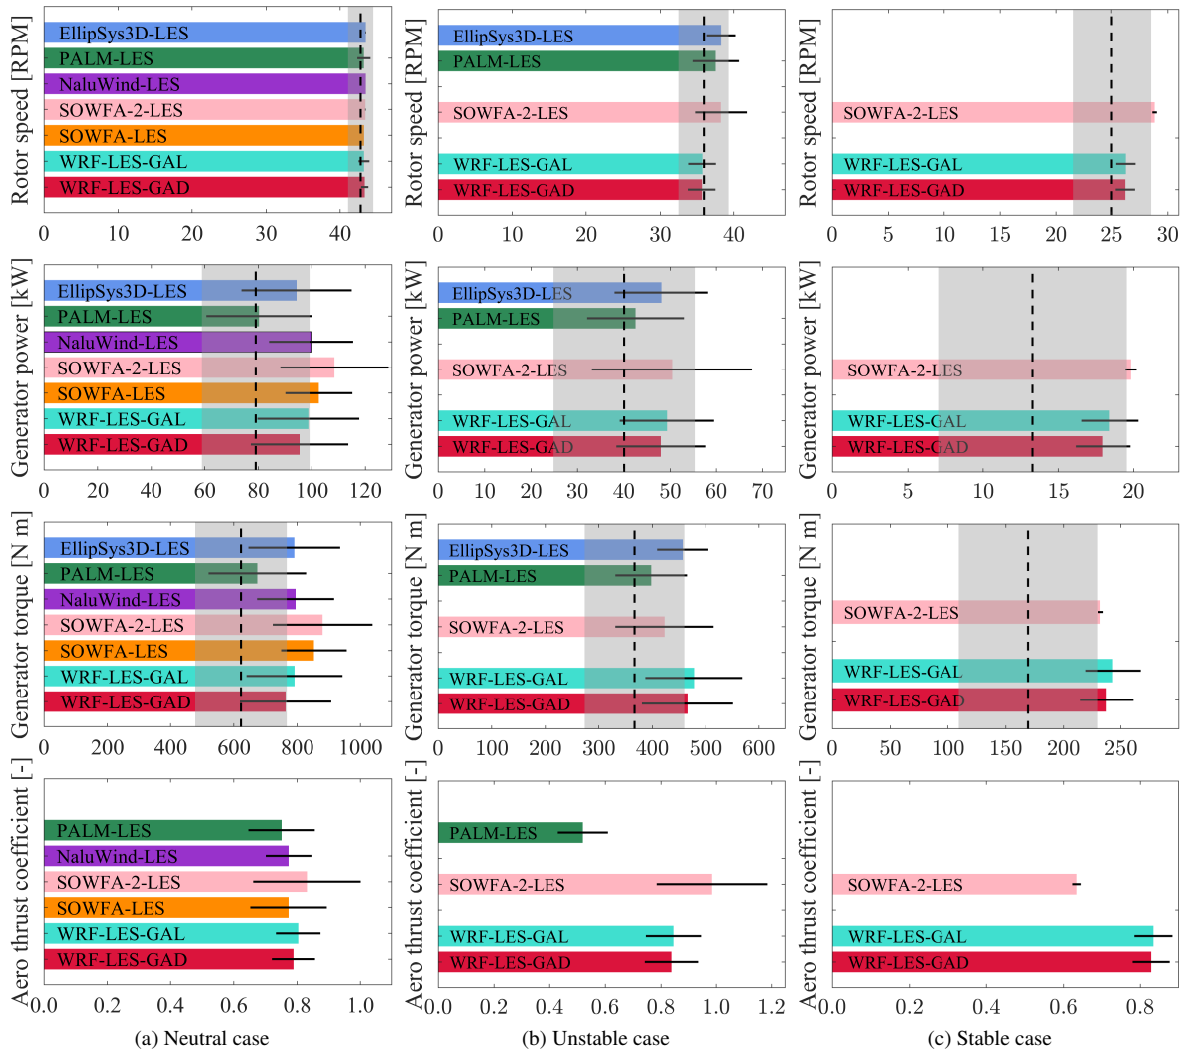 Rotor speed [RPM]
EllipSys3D-LES
PALM-LES
NaluWind-LES
SOWFA-2-LES
SOWFA-LES
WRF-LES-GAL
WRF-LES-GAD
0 10 20 30 40
Rotor speed [RPM]
EllipSys3D-LES
PALM-LES
SOWFA-2-LES
WRF-LES-GAL
WRF-LES-GAD
0 10 20 30 40
Rotor speed [RPM]
SOWFA-2-LES
WRF-LES-GAL
WRF-LES-GAD
0 5 10 15 20 25 30
Generator power [kW]
EllipSys3D-LES
PALM-LES
NaluWind-LES
SOWFA-2-LES
SOWFA-LES
WRF-LES-GAL
WRF-LES-GAD
0 20 40 60 80 100 120
Generator power [kW]
EllipSys3D-LES
PALM-LES
SOWFA-2-LES
WRF-LES-GAL
WRF-LES-GAD
0 10 20 30 40 50 60 70
Generator power [kW]
SOWFA-2-LES
WRF-LES-GAL
WRF-LES-GAD
0 5 10 15 20
Generator torque [N m]
EllipSys3D-LES
PALM-LES
NaluWind-LES
SOWFA-2-LES
SOWFA-LES
WRF-LES-GAL
WRF-LES-GAD
0 200 400 600 800 1000
Generator torque [N m]
EllipSys3D-LES
PALM-LES
SOWFA-2-LES
WRF-LES-GAL
WRF-LES-GAD
0 100 200 300 400 500 600
Generator torque [N m]
SOWFA-2-LES
WRF-LES-GAL
WRF-LES-GAD
0 50 100 150 200 250
Aero thrust coefficient [-]
PALM-LES
NaluWind-LES
SOWFA-2-LES
SOWFA-LES
WRF-LES-GAL
WRF-LES-GAD
0.0 0.2 0.4 0.6 0.8 1.0
Aero thrust coefficient [-]
PALM-LES
SOWFA-2-LES
WRF-LES-GAL
WRF-LES-GAD
0.0 0.2 0.4 0.6 0.8 1.0 1.2
Aero thrust coefficient [-]
SOWFA-2-LES
WRF-LES-GAL
WRF-LES-GAD
0.0 0.2 0.4 0.6 0.8
(a) Neutral case
(b) Unstable case
(c) Stable case